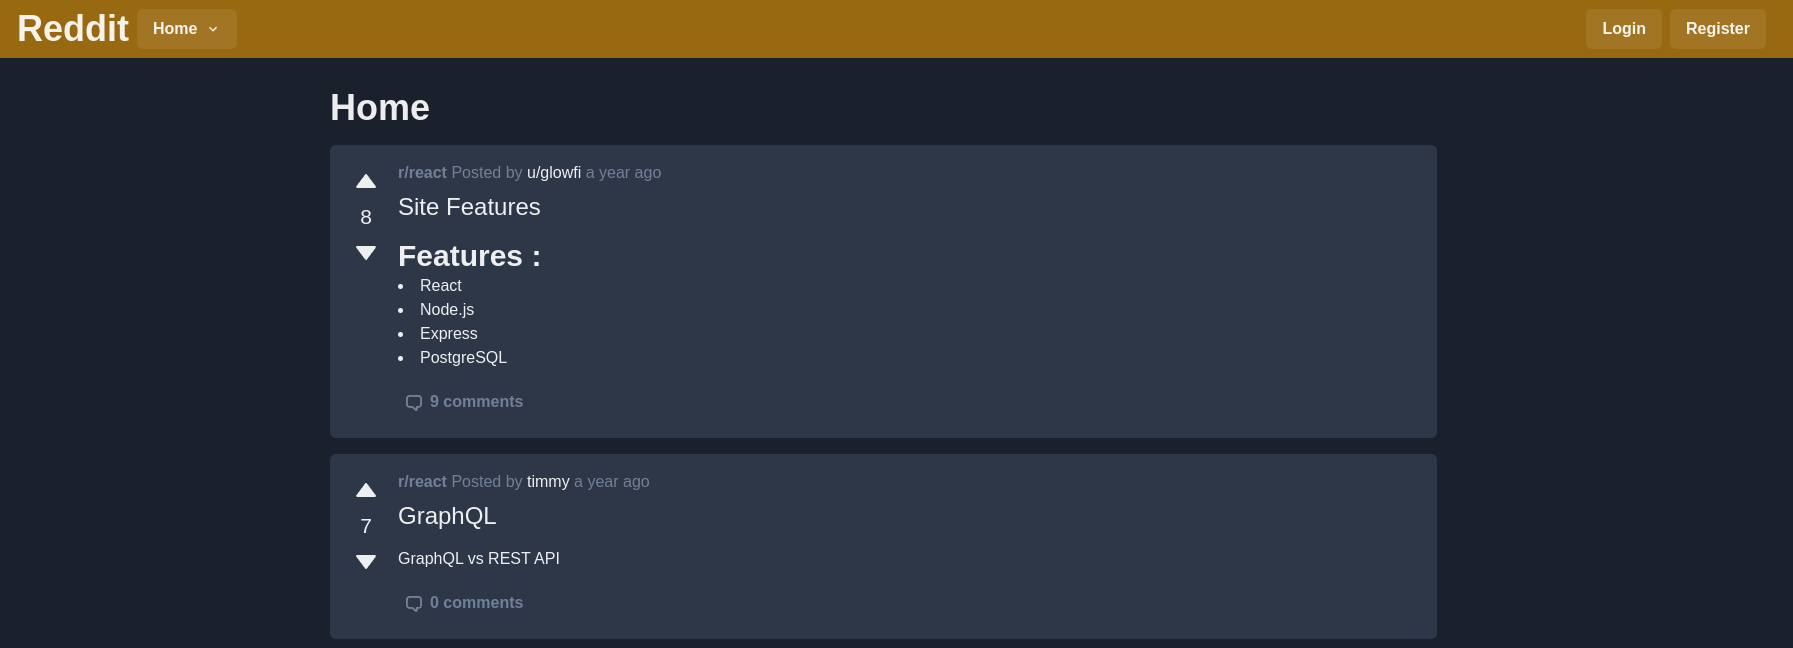 Reddit Home Login Register
Home
r/react Posted by u/glowfi a year ago
8
Site Features
Features :
React
Node.js
Express
PostgreSQL
9 comments
r/react Posted by timmy a year ago
7
GraphQL
GraphQL vs REST API
0 comments